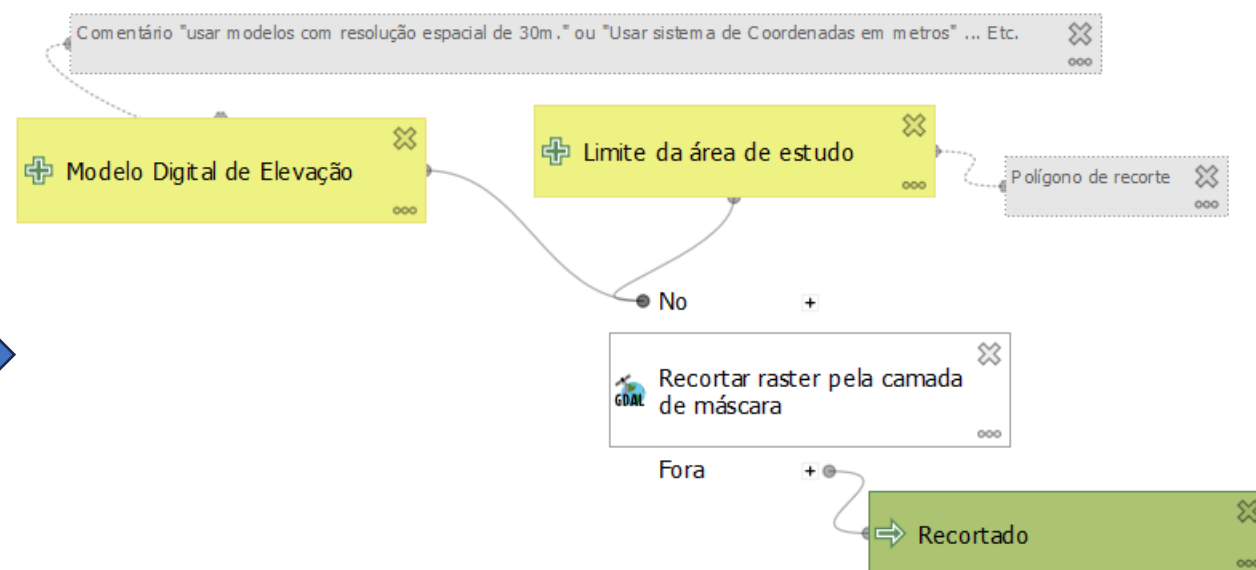 Comentário "usar modelos com resolução espacial de 30m." ou "Usar sistema de Coordenadas em metros" ... Etc.
Modelo Digital de Elevação
Limite da área de estudo
Polígono de recorte
No
Recortar raster pela camada
de máscara
GDAL
Fora
Recortado